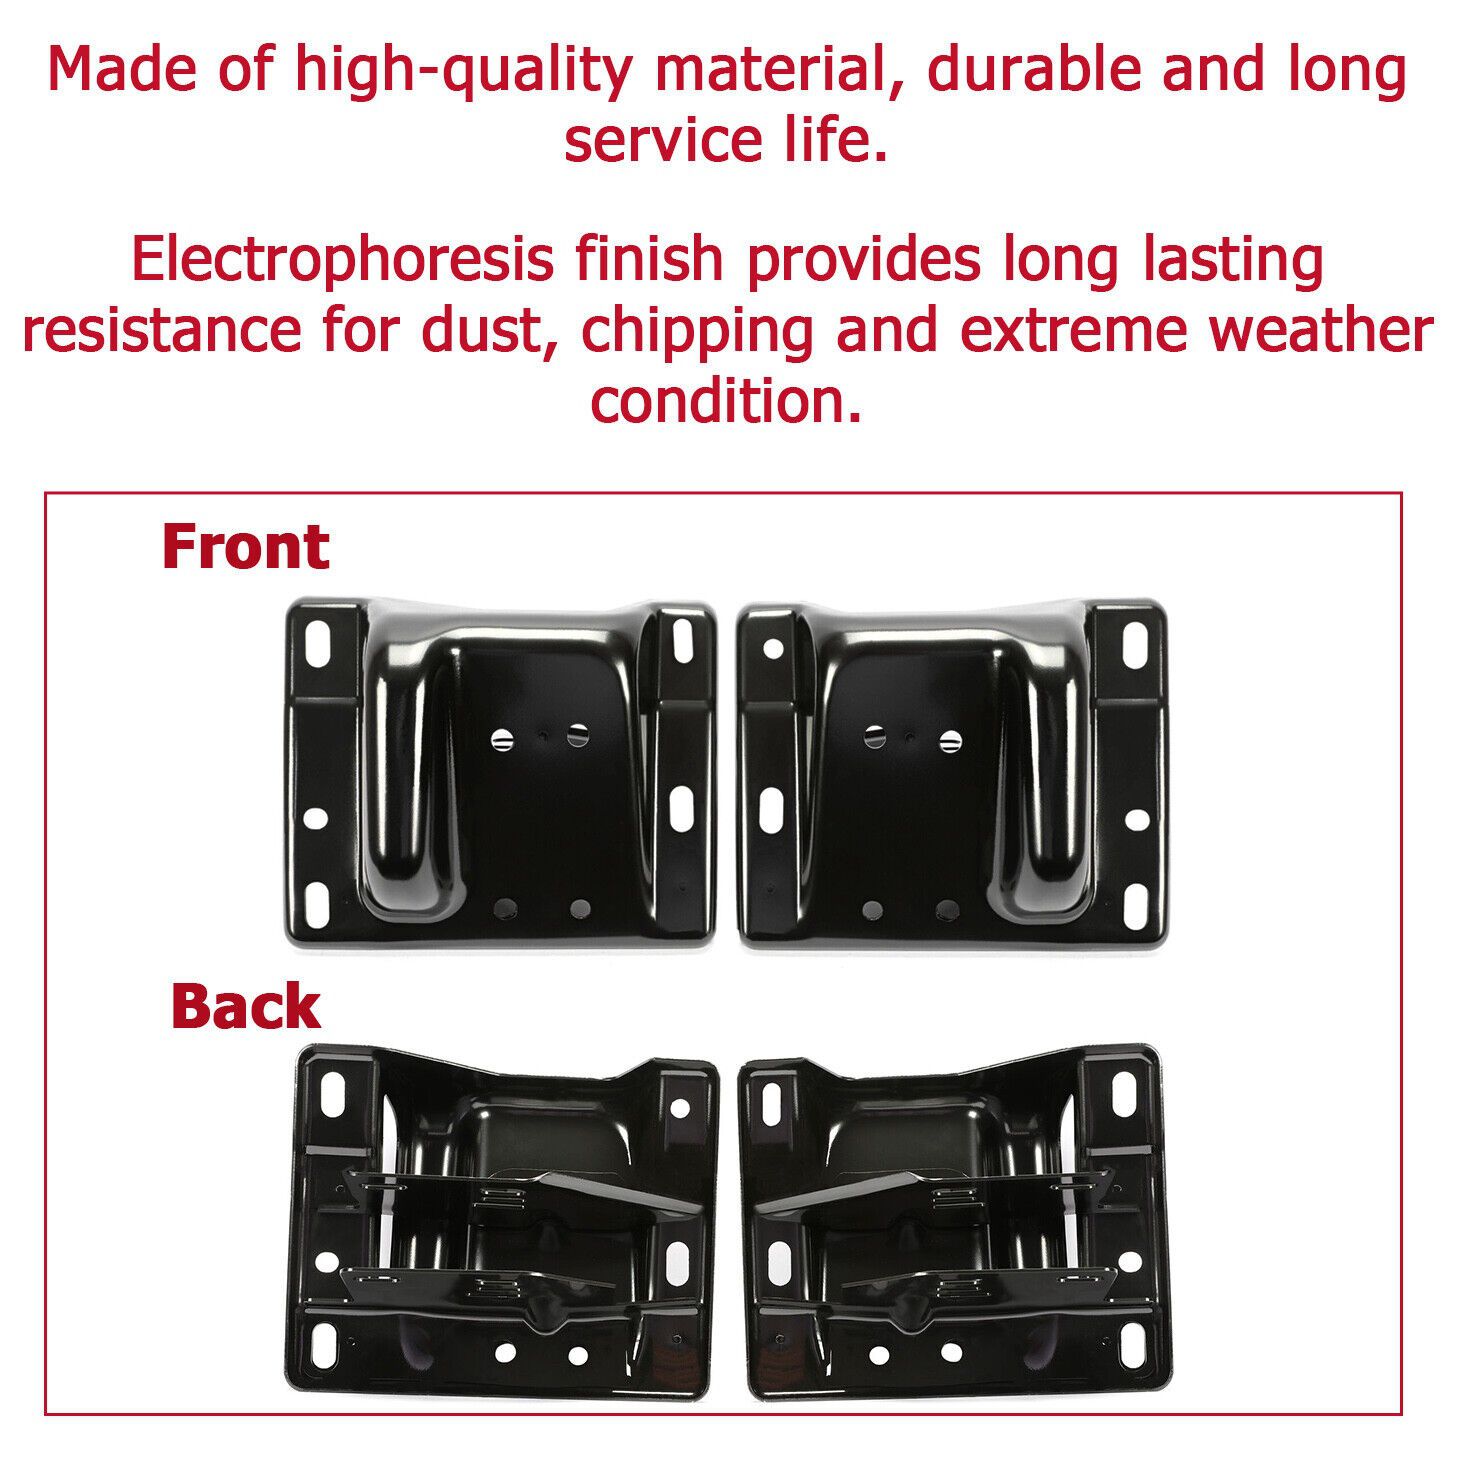 Made of high-quality material, durable and long
service life.
Electrophoresis finish provides long lasting
resistance for dust, chipping and extreme weather
condition.
Front
Back